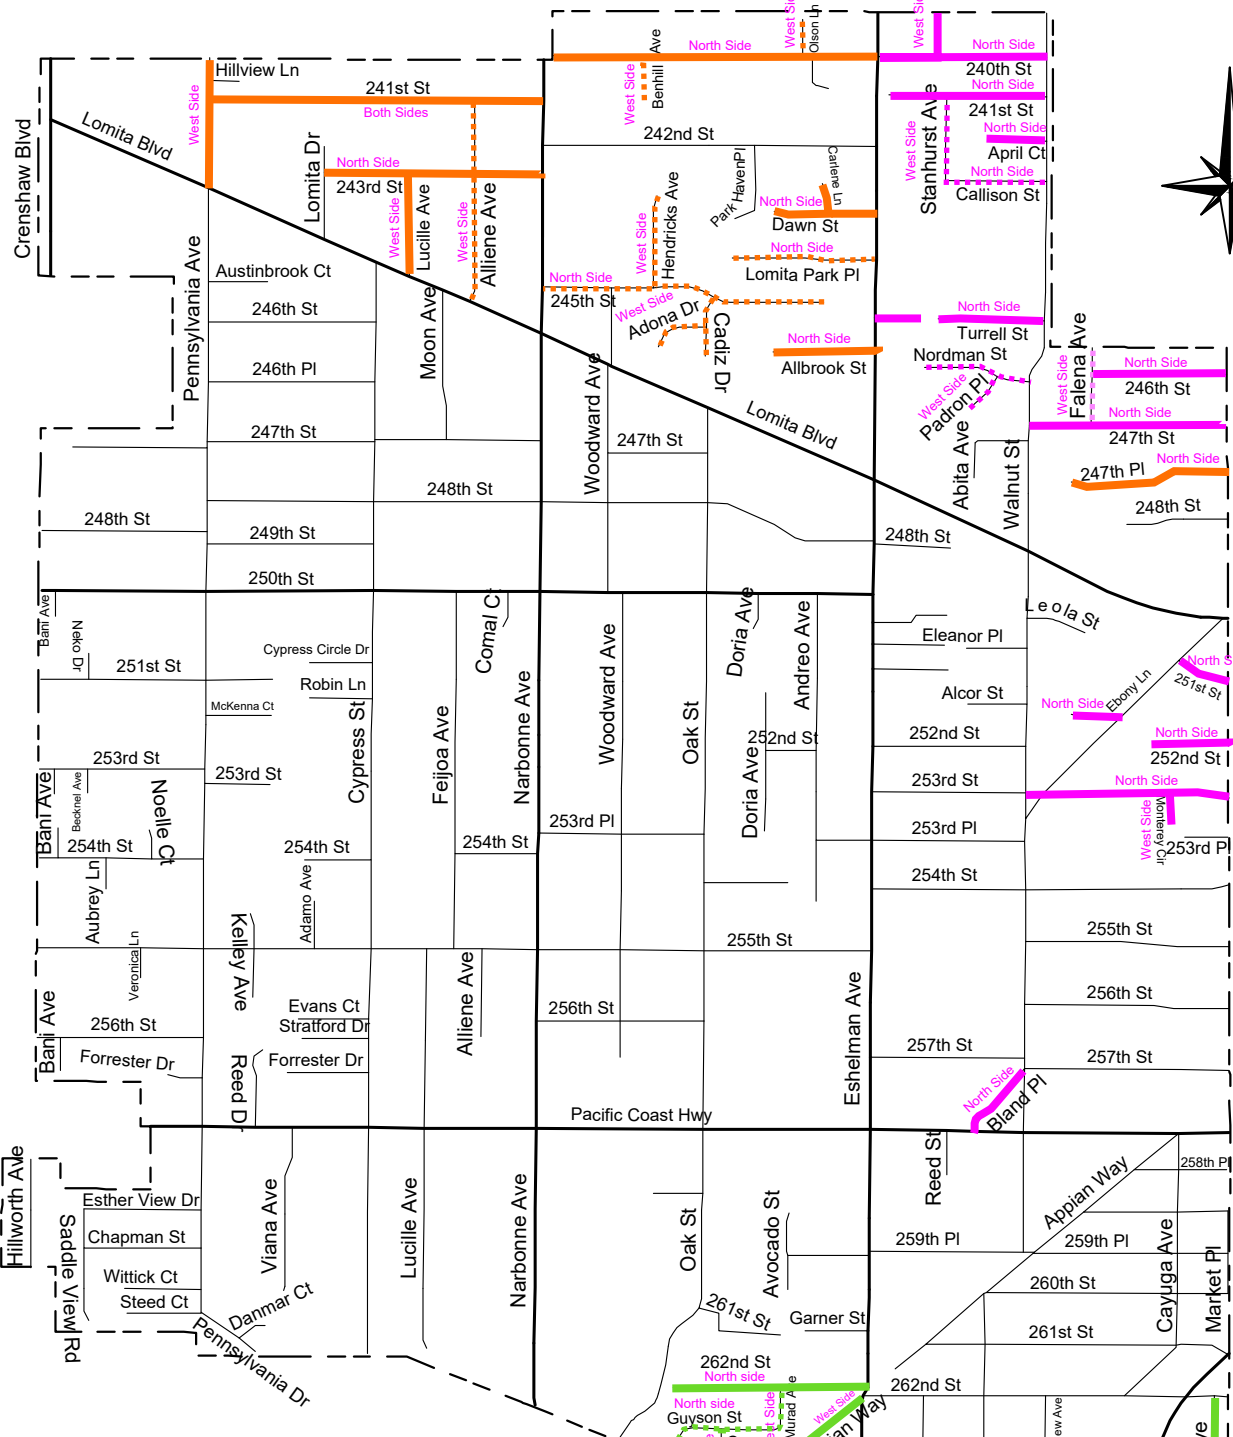 West Side
Olson Ln
West Side
Benhill Ave
North Side
North Side
240th St
Hillview Ln
241st St
Both Sides
West Side
West Side
North Side
241st St
Crenshaw Blvd
Lomita Blvd
Lomita Dr
242nd St
Stanhurst Ave
West Side
North Side
April Ct
North Side
243rd St
Lucille Ave
West Side
Alliene Ave
West Side
Park Haven Pl
Carlene Ln
North Side
Callison St
Hendricks Ave
West Side
North Side
Dawn St
North Side
Lomita Park Pl
Pennsylvania Ave
Austinbrook Ct
North Side
245th St
246th St
Moon Ave
West Side
Adona Dr
Cadiz Dr
North Side
Turrell St
North Side
Allbrook St
Nordman St
Falena Ave
West Side
North Side
246th St
246th Pl
Woodward Ave
West Side
Padron Pl
Lomita Blvd
North Side
247th St
247th St
247th St
Abita Ave
Walnut St
North Side
247th Pl
248th St
248th St
248th St
248th St
249th St
250th St
Bani Ave
Neko Dr
251st St
Cypress Circle Dr
Robin Ln
McKenna Ct
Comal Ct
Doria Ave
Andreo Ave
Leola St
Eleanor Pl
North S
251st St
Ebony Ln
Alcor St
North Side
Cypress St
Feijoa Ave
Narbonne Ave
Woodward Ave
Oak St
252nd St
252nd St
North Side
252nd St
253rd St
253rd St
Bani Ave
Becknel Ave
Noelle Ct
Doria Ave
253rd St
North Side
253rd Pl
253rd Pl
West Side
Monterey Cir
253rd Pl
254th St
254th St
254th St
254th St
Aubrey Ln
Adamo Ave
Kelley Ave
Veronica Ln
255th St
255th St
Bani Ave
256th St
Evans Ct
Stratford Dr
Forrester Dr
Forrester Dr
Alliene Ave
256th St
Eshelman Ave
256th St
257th St
257th St
Reed D
Pacific Coast Hwy
North Side
Bland Pl
Hillworth Ave
Saddle View Rd
Esther View Dr
Chapman St
Wittick Ct
Steed Ct
Viana Ave
Danmar Ct
Pennsylvania Dr
Lucille Ave
Narbonne Ave
Oak St
Avocado St
Reed St
Appian Way
258th Pl
259th Pl
259th Pl
260th St
Cayuga Ave
Market Pl
261st St
Garner St
261st St
262nd St
North side
262nd St
North side
Guyson St
st Side
Murad Ave
West Side
ian Way
ew Ave
ve